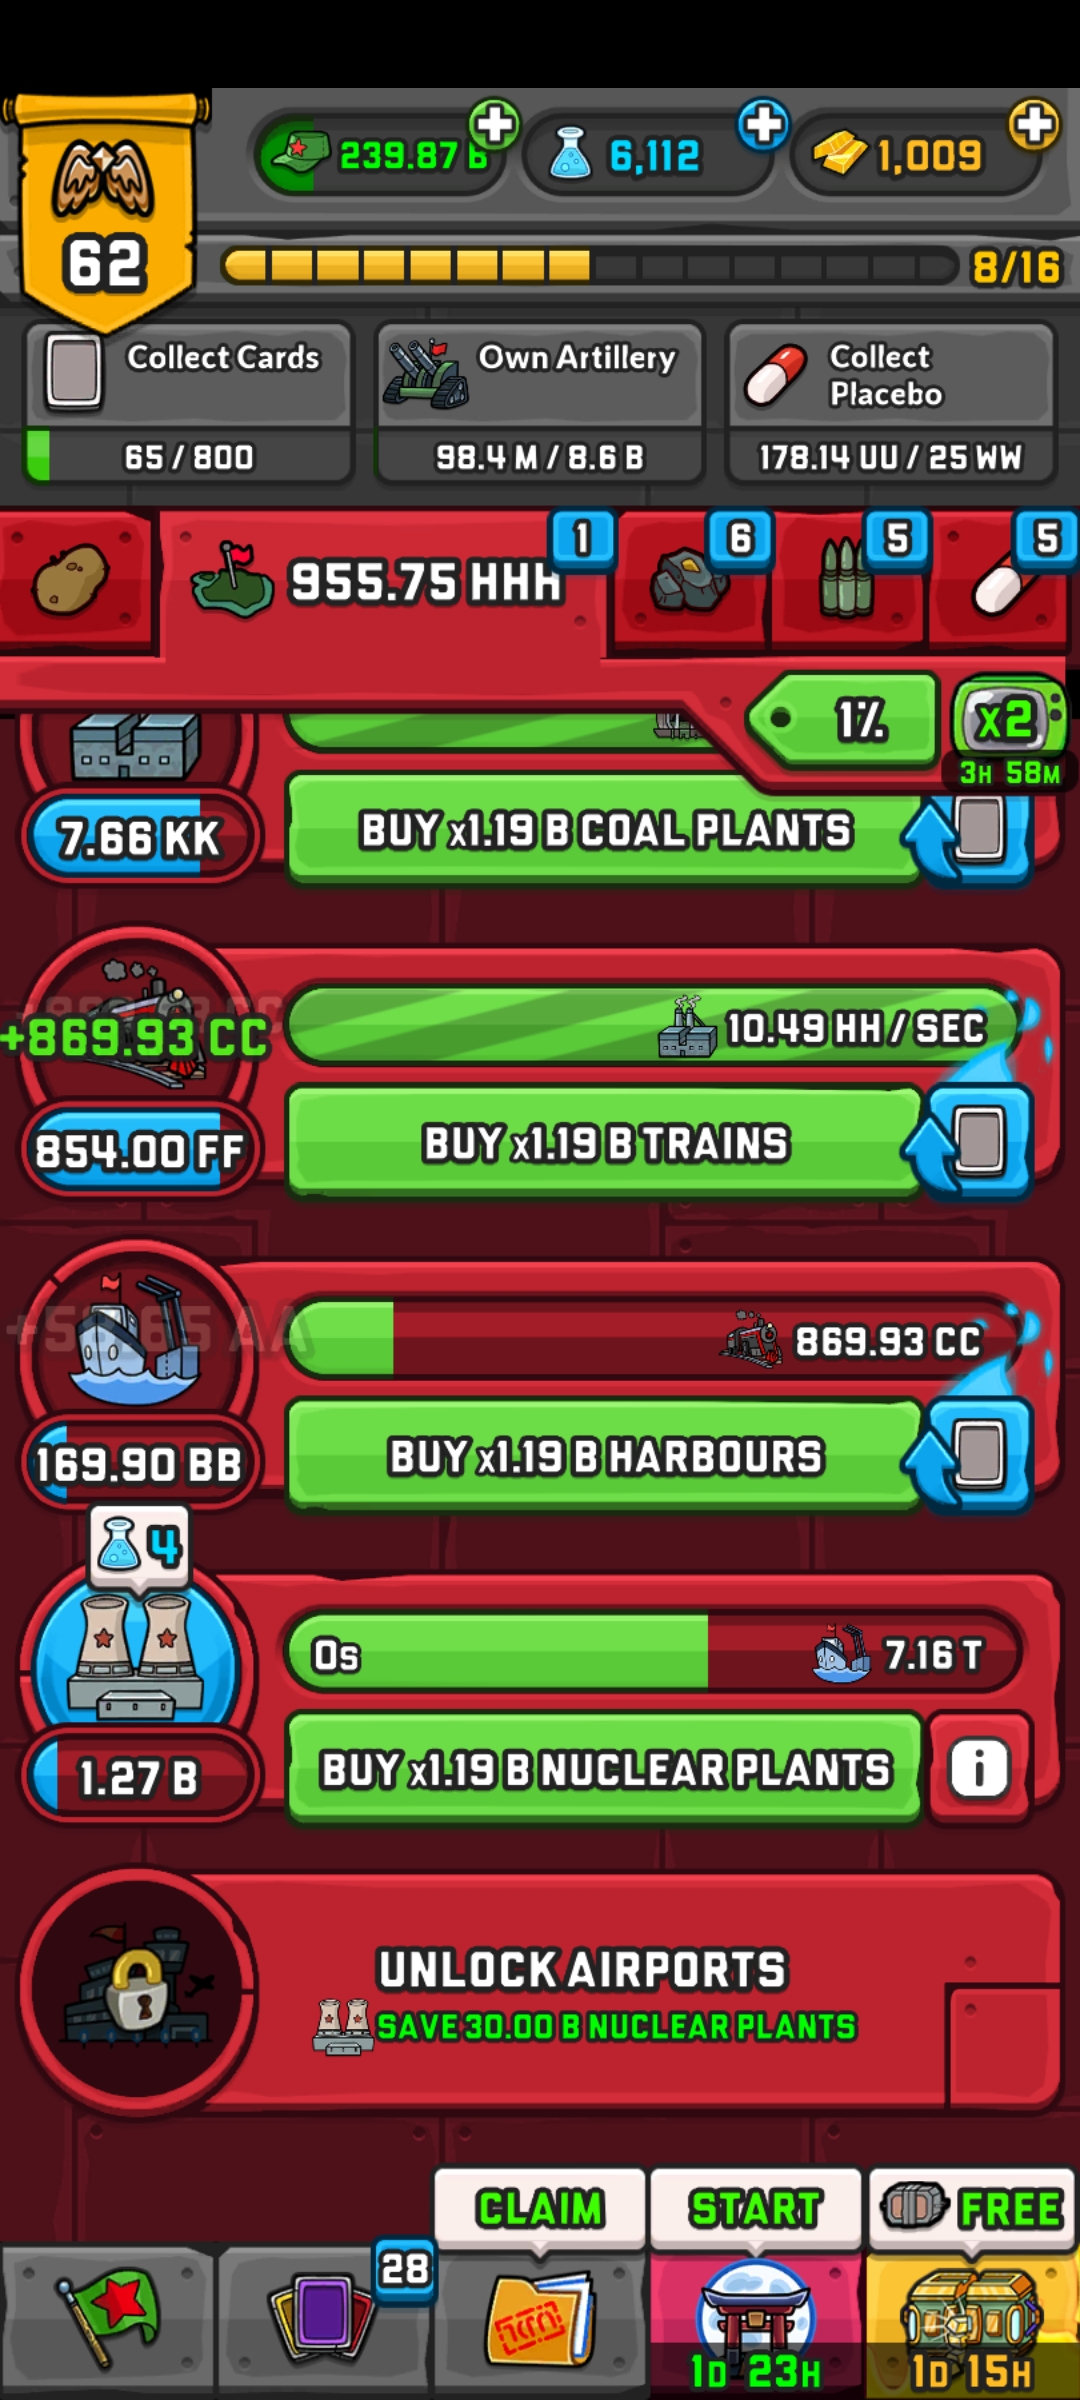 239.87 B
6,112
1,009
62
8/16
Collect Cards
65 / 800
Own Artillery
98.4 M / 8.6 B
Collect
Placebo
178.14 UU / 25 WW
955.75 HHH
1
6
5
5
1%
x2
3H 58M
7.66 KK
BUY x1.19 B COAL PLANTS
+869.93 CC
10.49 HH / SEC
854.00 FF
BUY x1.19 B TRAINS
869.93 CC
169.90 BB
BUY x1.19 B HARBOURS
4
0s
7.16 T
1.27 B
BUY x1.19 B NUCLEAR PLANTS
i
UNLOCK AIRPORTS
SAVE 30.00 B NUCLEAR PLANTS
CLAIM
START
FREE
28
1D 23H
1D 15H